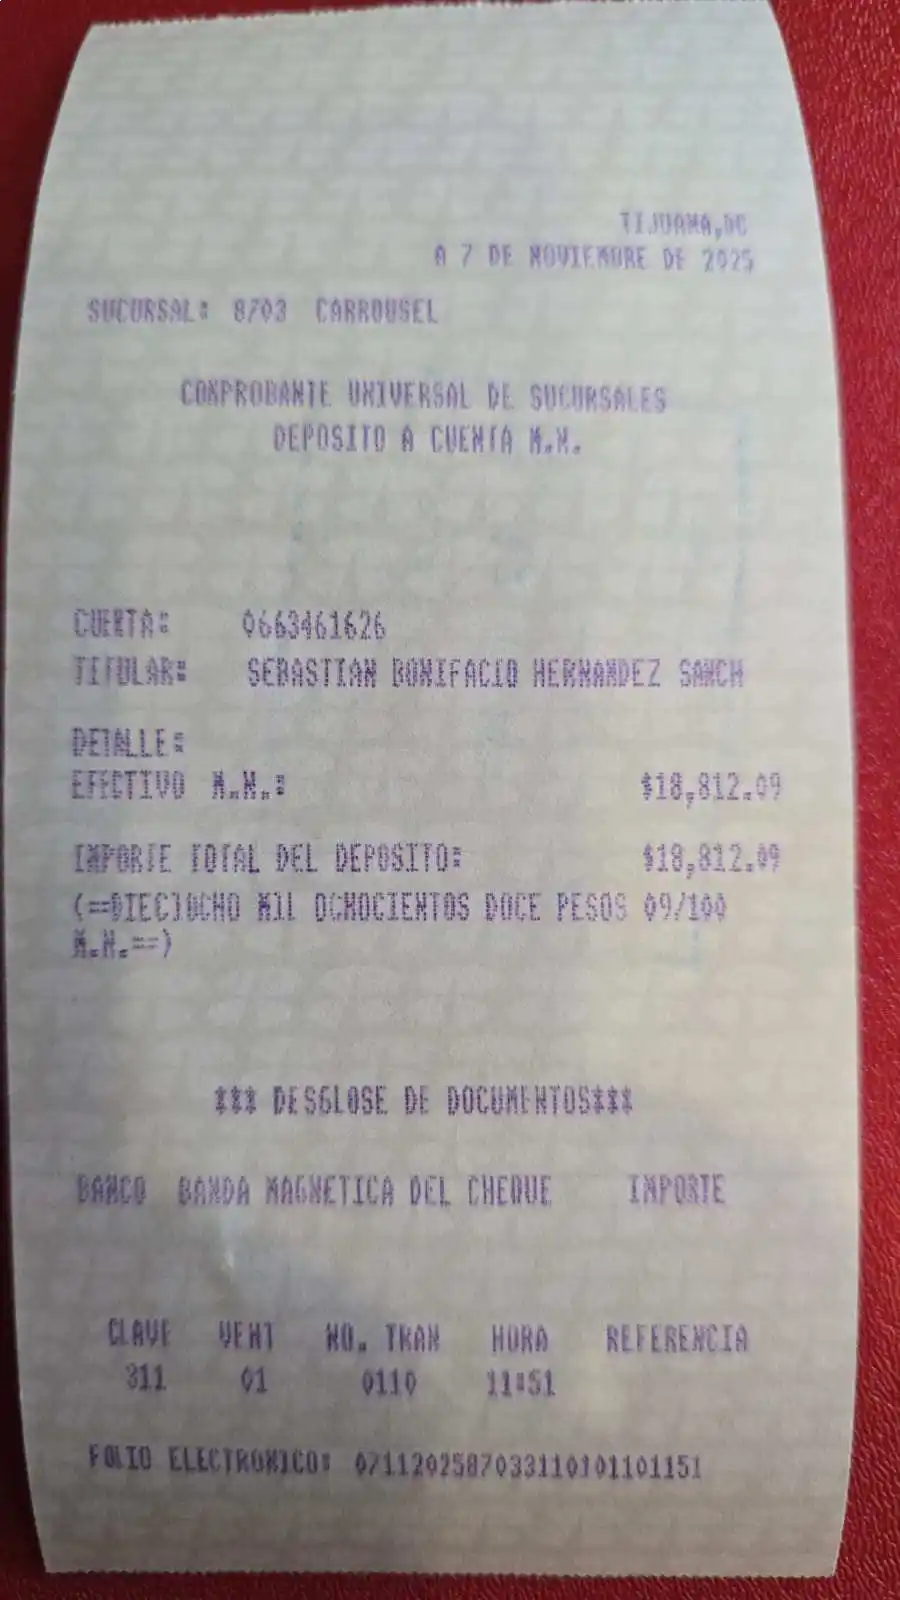 TIJUANA,BC
A 7 DE NOVIEMBRE DE 2025
SUCURSAL: 8703 CARROUSEL
COMPROBANTE UNIVERSAL DE SUCURSALES
DEPOSITO A CUENTA M.N.
CUENTA: 0663461626
TITULAR: SEBASTIAN BONIFACIO HERNANDEZ SANCH
DETALLE:
EFECTIVO M.N.: $18,812.09
IMPORTE TOTAL DEL DEPOSITO: $18,812.09
(==DIECIOCHO MIL OCHOCIENTOS DOCE PESOS 09/100
M.N.==)
*** DESGLOSE DE DOCUMENTOS***
BANCO BANDA MAGNETICA DEL CHEQUE IMPORTE
CLAVE VENT NO. TRAN HORA REFERENCIA
311 01 0110 11:51
FOLIO ELECTRONICO: 0711202587033110101101151